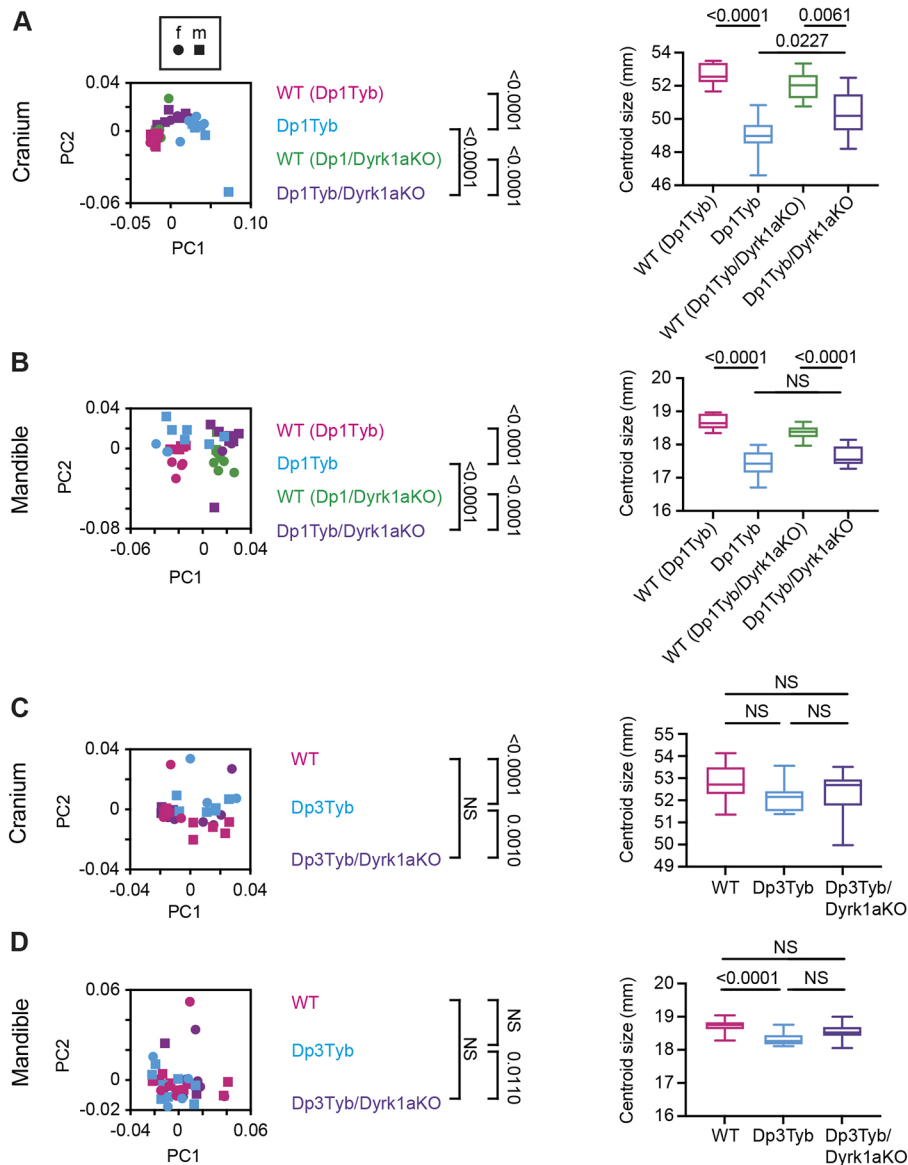 A
f m
Cranium
PC2
0.04
0
-0.06
-0.05 0 0.10
PC1
WT (Dp1Tyb)
Dp1Tyb
WT (Dp1/Dyrk1aKO)
Dp1Tyb/Dyrk1aKO
<0.0001
<0.0001
<0.0001
<0.0001 0.0061
0.0227
Centroid size (mm)
54
52
50
48
46
WT (Dp1Tyb)
Dp1Tyb
WT (Dp1Tyb/Dyrk1aKO)
Dp1Tyb/Dyrk1aKO
B
Mandible
PC2
0.04
0
-0.08
-0.06 0 0.04
PC1
WT (Dp1Tyb)
Dp1Tyb
WT (Dp1/Dyrk1aKO)
Dp1Tyb/Dyrk1aKO
<0.0001
<0.0001
<0.0001
<0.0001 <0.0001
NS
Centroid size (mm)
20
19
18
17
16
WT (Dp1Tyb)
Dp1Tyb
WT (Dp1Tyb/Dyrk1aKO)
Dp1Tyb/Dyrk1aKO
C
Cranium
PC2
0.04
0
-0.04
-0.04 0 0.04
PC1
WT
Dp3Tyb
Dp3Tyb/Dyrk1aKO
NS
<0.0001
0.0010
NS
NS NS
Centroid size (mm)
55
54
53
52
51
50
49
WT Dp3Tyb Dp3Tyb/
Dyrk1aKO
D
Mandible
PC2
0.06
0
-0.02
-0.04 0 0.06
PC1
WT
Dp3Tyb
Dp3Tyb/Dyrk1aKO
NS
NS
0.0110
NS
<0.0001 NS
Centroid size (mm)
20
19
18
16
WT Dp3Tyb Dp3Tyb/
Dyrk1aKO